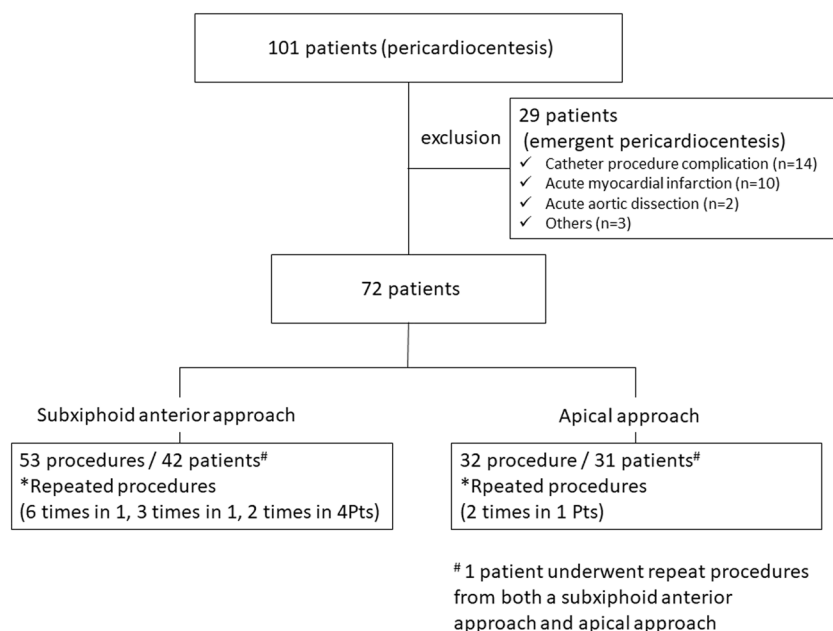 101 patients (pericardiocentesis)
exclusion
29 patients
(emergent pericardiocentesis)
✓ Catheter procedure complication (n=14)
✓ Acute myocardial infarction (n=10)
✓ Acute aortic dissection (n=2)
✓ Others (n=3)
72 patients
Subxiphoid anterior approach
53 procedures / 42 patients#
*Repeated procedures
(6 times in 1, 3 times in 1, 2 times in 4Pts)
Apical approach
32 procedure / 31 patients#
*Rpeated procedures
(2 times in 1 Pts)
# 1 patient underwent repeat procedures
from both a subxiphoid anterior
approach and apical approach